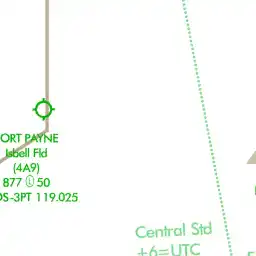 ORT PAYNE
Isbell Fld
(4A9)
877 Ⓛ 50
OS-3PT 119.025
Central Std
+6=UTC